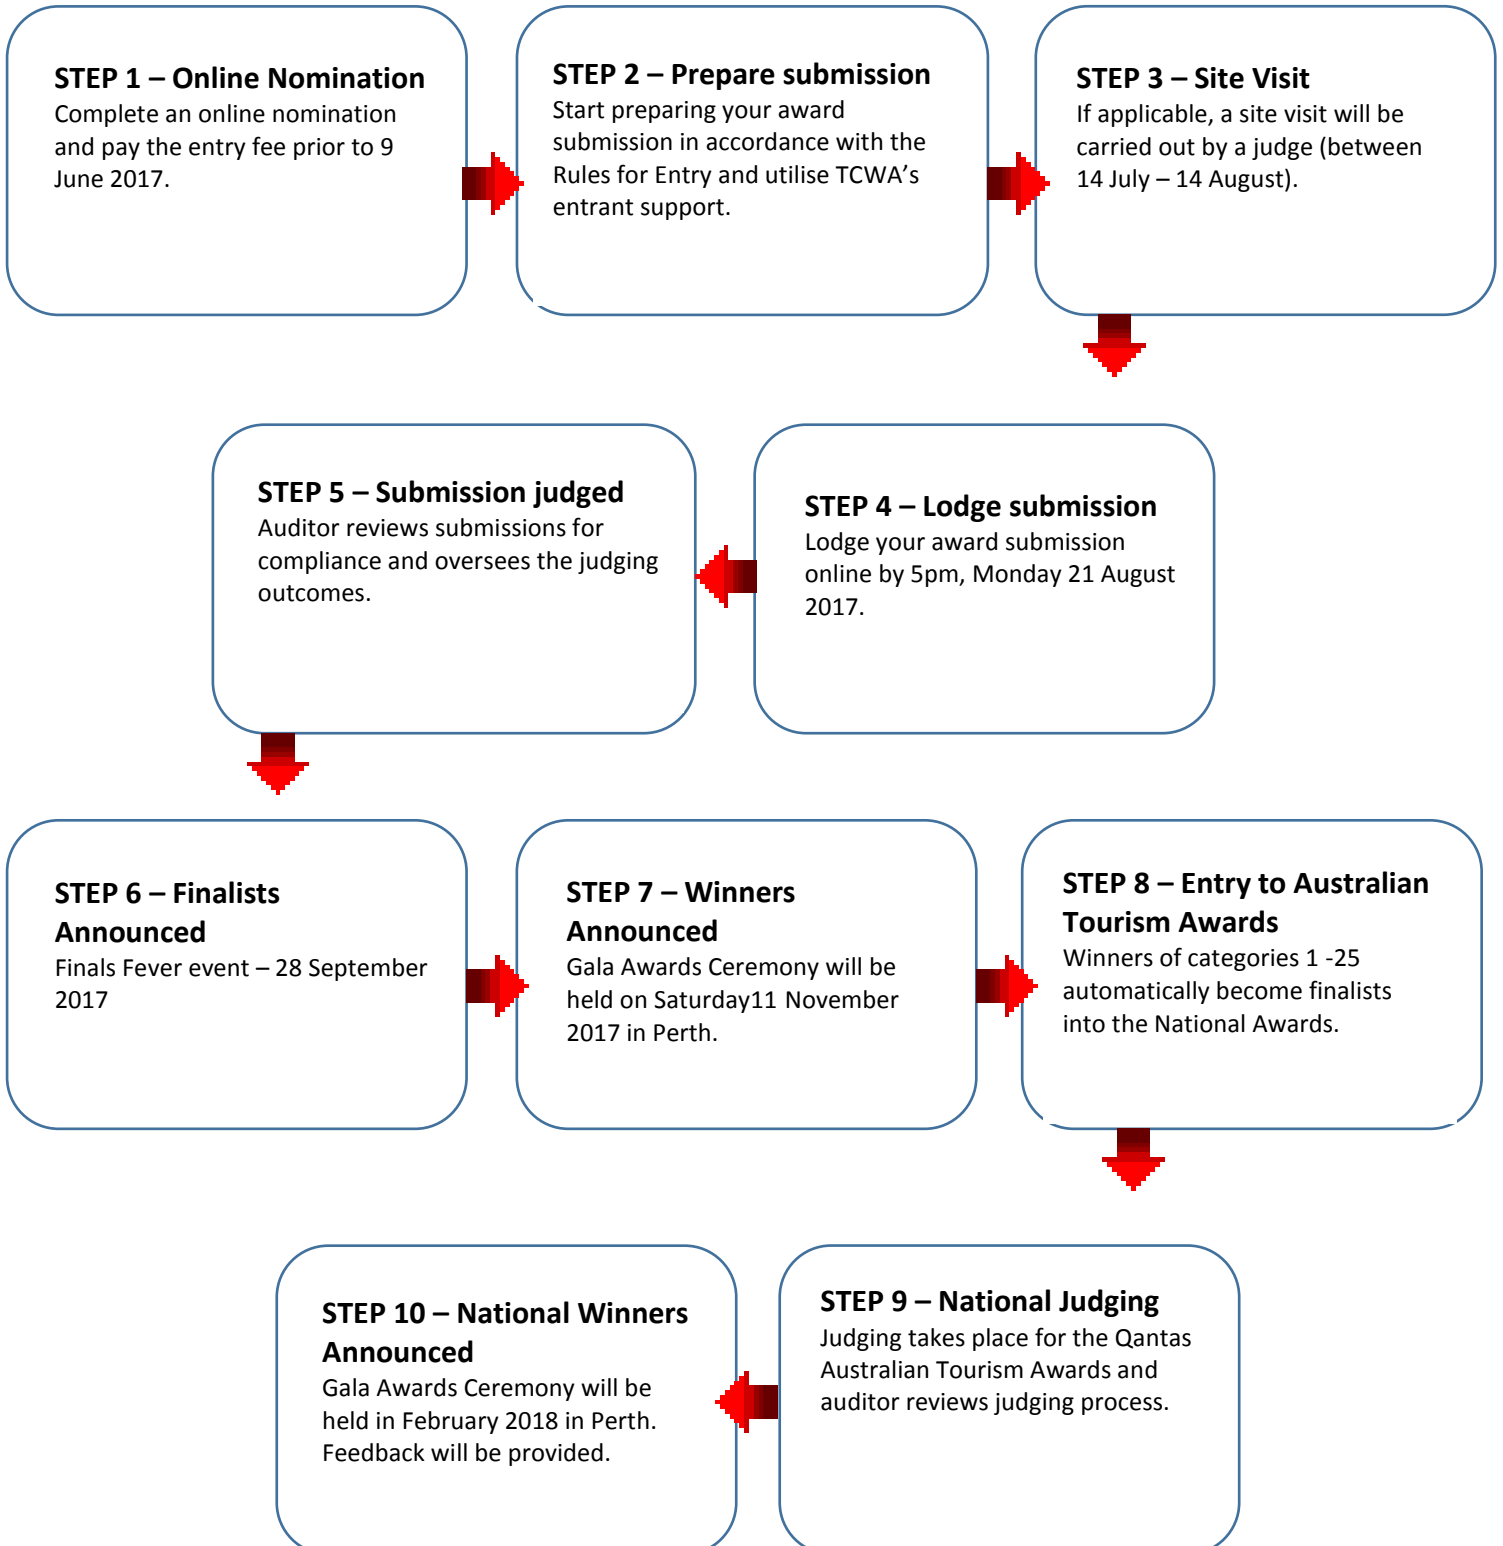 STEP 1 – Online Nomination
Complete an online nomination
and pay the entry fee prior to 9
June 2017.
STEP 2 – Prepare submission
Start preparing your award
submission in accordance with the
Rules for Entry and utilise TCWA’s
entrant support.
STEP 3 – Site Visit
If applicable, a site visit will be
carried out by a judge (between
14 July – 14 August).
STEP 4 – Lodge submission
Lodge your award submission
online by 5pm, Monday 21 August
2017.
STEP 5 – Submission judged
Auditor reviews submissions for
compliance and oversees the judging
outcomes.
STEP 6 – Finalists
Announced
Finals Fever event – 28 September
2017
STEP 7 – Winners
Announced
Gala Awards Ceremony will be
held on Saturday11 November
2017 in Perth.
STEP 8 – Entry to Australian
Tourism Awards
Winners of categories 1 -25
automatically become finalists
into the National Awards.
STEP 9 – National Judging
Judging takes place for the Qantas
Australian Tourism Awards and
auditor reviews judging process.
STEP 10 – National Winners
Announced
Gala Awards Ceremony will be
held in February 2018 in Perth.
Feedback will be provided.